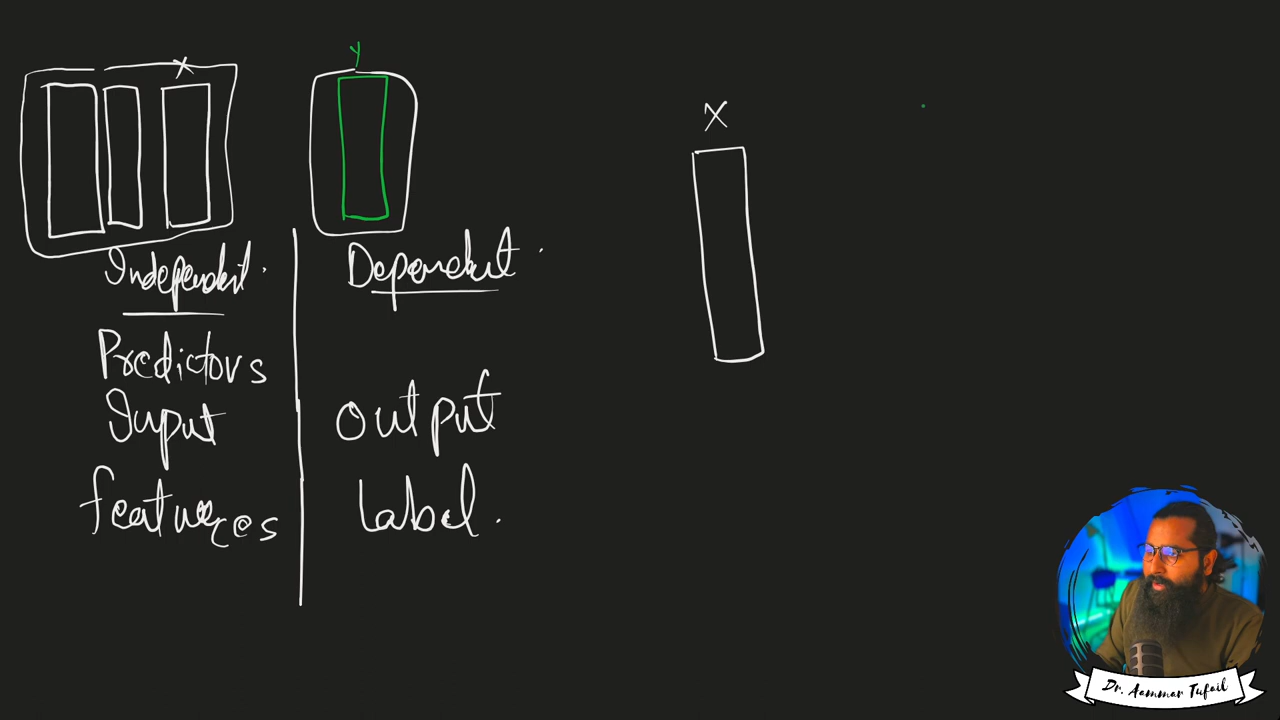 X
Y
X
Independent.
Dependent.
Predictors
Input
Output
features
Label.
Dr. Aammar Tufail